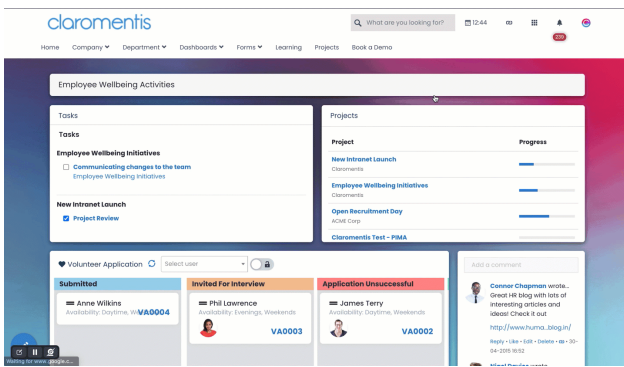 claromentis
What are you looking for?
12:44
235
Home Company Department Dashboards Forms Learning Projects Book a Demo
Employee Wellbeing Activities
Tasks
Tasks
Employee Wellbeing Initiatives
Communicating changes to the team
Employee Wellbeing Initiatives
New Intranet Launch
Project Review
Projects
Project Progress
New Intranet Launch
Claromentis
Employee Wellbeing Initiatives
Claromentis
Open Recruitment Day
ACME Corp
Claromentis Test - PIMA
Volunteer Application Select user
Submitted
Anne Wilkins
Availability: Daytime, We
VA0004
Invited For Interview
Phil Lawrence
Availability: Evenings, Weekends
VA0003
Application Unsuccessful
James Terry
Availability: Daytime, Weekends
VA0002
Add a comment
Connor Chapman wrote...
Great HR blog with lots of
interesting articles and
ideas! Check it out
http://www.huma...blog.in/
Reply • Like • Edit • Delete • 30-
04-2015 16:52
Waiting for www.google.c...